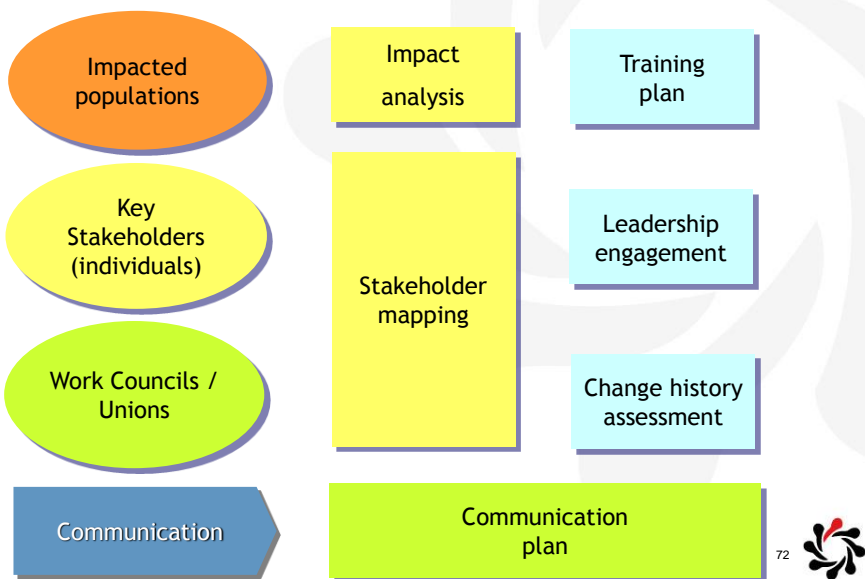 Impacted
populations
Impact
analysis
Training
plan
Key
Stakeholders
(individuals)
Stakeholder
mapping
Leadership
engagement
Work Councils /
Unions
Change history
assessment
Communication
Communication
plan
72